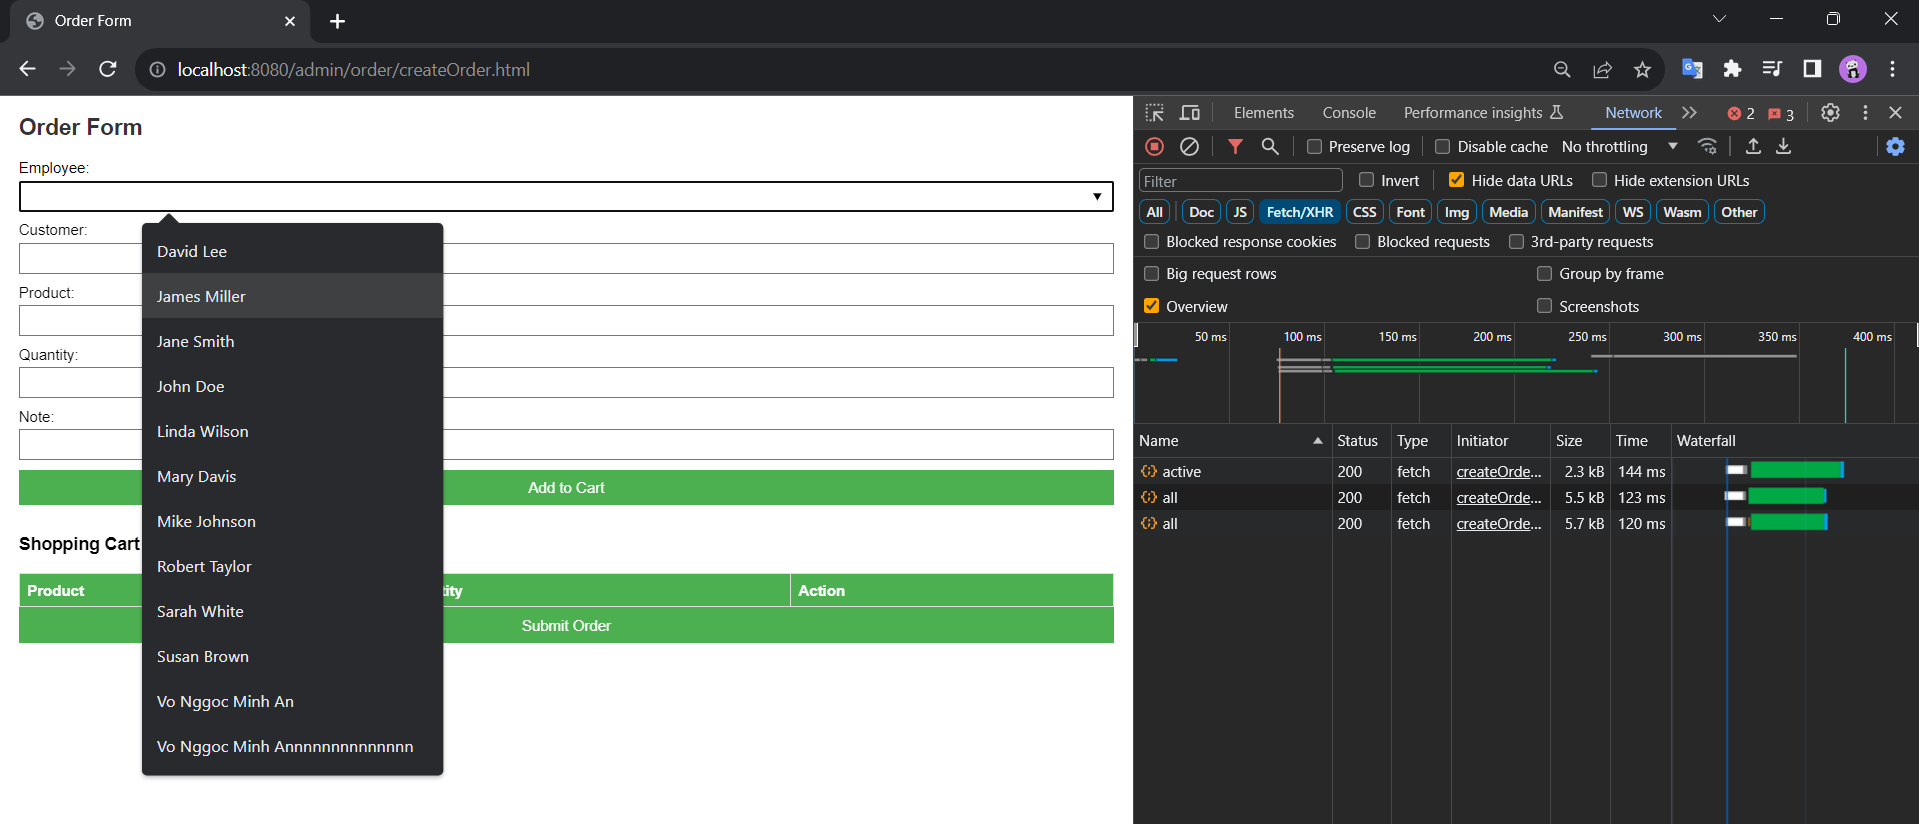 Order Form
localhost:8080/admin/order/createOrder.html
Order Form
Employee:
Customer:
Product:
Quantity:
Note:
David Lee
James Miller
Jane Smith
John Doe
Linda Wilson
Mary Davis
Mike Johnson
Robert Taylor
Sarah White
Susan Brown
Vo Nggoc Minh An
Vo Nggoc Minh Annnnnnnnnnnnnn
Add to Cart
Shopping Cart
Product tity Action
Submit Order
Elements Console Performance insights Network 2 3
Preserve log Disable cache No throttling
Filter Invert Hide data URLs Hide extension URLs
All Doc JS Fetch/XHR CSS Font Img Media Manifest WS Wasm Other
Blocked response cookies Blocked requests 3rd-party requests
Big request rows Group by frame
Overview Screenshots
50 ms 100 ms 150 ms 200 ms 250 ms 300 ms 350 ms 400 ms
Name Status Type Initiator Size Time Waterfall
active 200 fetch createOrde... 2.3 kB 144 ms
all 200 fetch createOrde... 5.5 kB 123 ms
all 200 fetch createOrde... 5.7 kB 120 ms